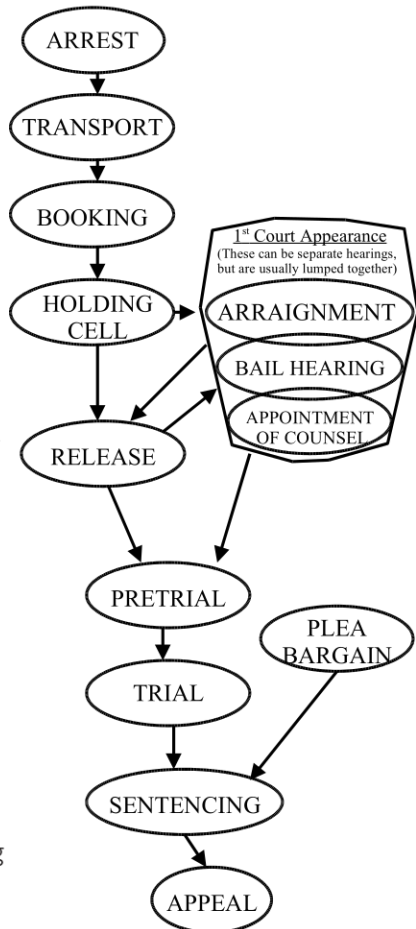 ARREST
TRANSPORT
BOOKING
1st Court Appearance
(These can be separate hearings,
but are usually lumped together)
HOLDING
CELL
ARRAIGNMENT
BAIL HEARING
APPOINTMENT
OF COUNSEL
RELEASE
PRETRIAL
PLEA
BARGAIN
TRIAL
SENTENCING
g
APPEAL